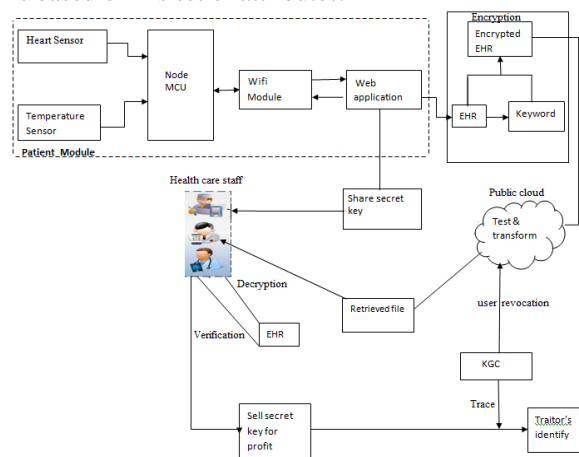 Encryption
Heart Sensor
Node
MCU
Wifi
Module
Web
application
Encrypted
EHR
EHR
Keyword
Temperature
Sensor
Patient_Module
Health care staff
Share secret
key
Public cloud
Test &
transform
Decryption
Retrieved file
user revocation
Verification
EHR
KGC
Trace
Sell secret
key for
profit
Traitor's
identify